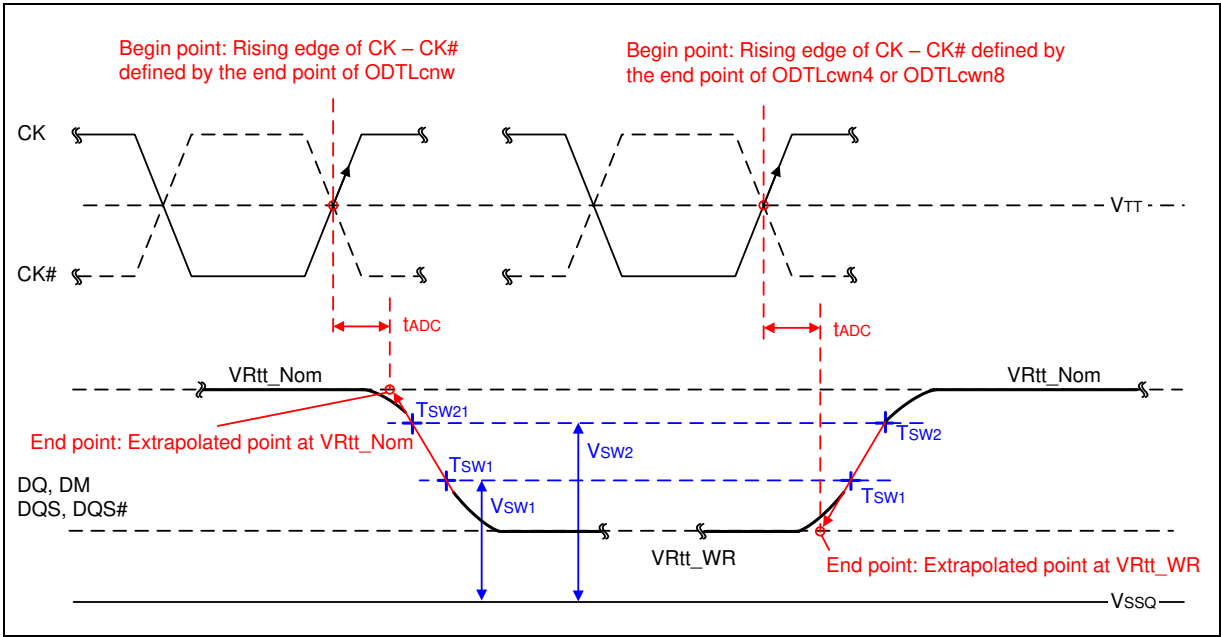 Begin point: Rising edge of CK – CK#
defined by the end point of ODTLcnw
Begin point: Rising edge of CK – CK# defined by
the end point of ODTLcwn4 or ODTLcwn8
CK
VTT
CK#
tADC
tADC
VRtt_Nom
VRtt_Nom
TSW21
End point: Extrapolated point at VRtt_Nom
TSW2
VSW2
TSW1
DQ, DM
DQS, DQS#
VSW1
TSW1
VRtt_WR
End point: Extrapolated point at VRtt_WR
VSSQ